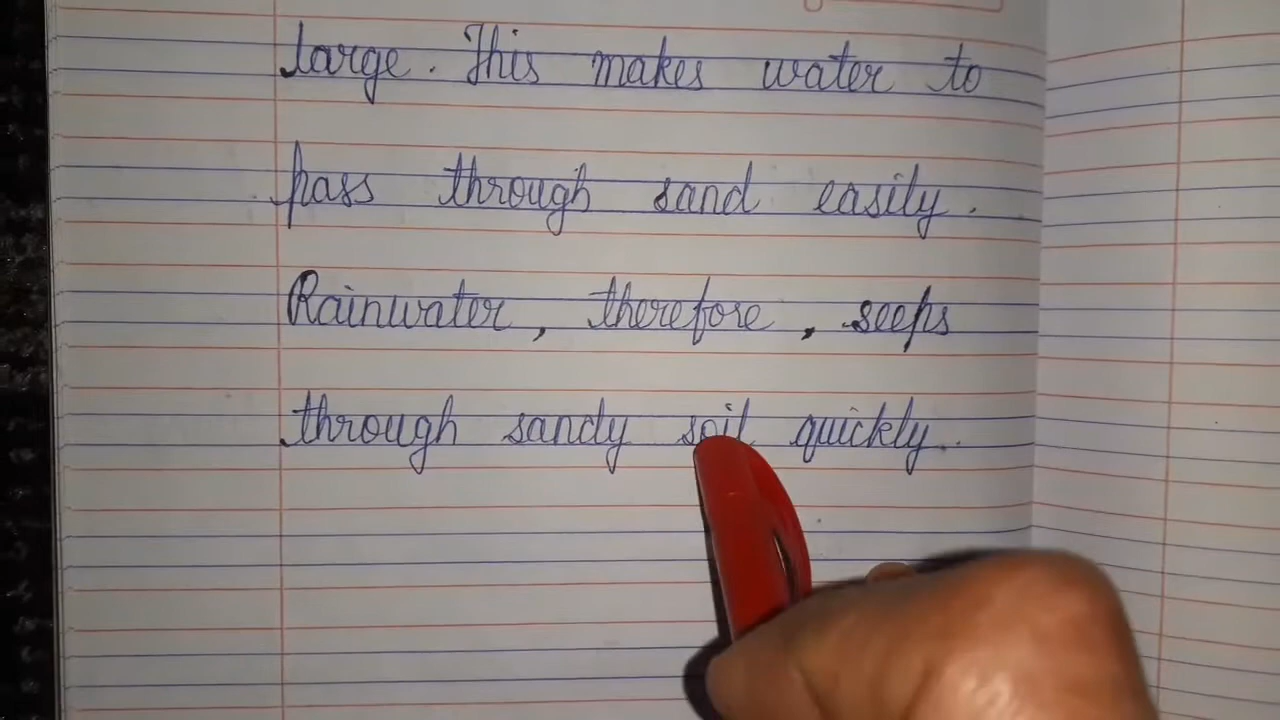 large. This makes water to
pass through sand easily.
Rainwater, therefore, seeps
through sandy soil quickly.